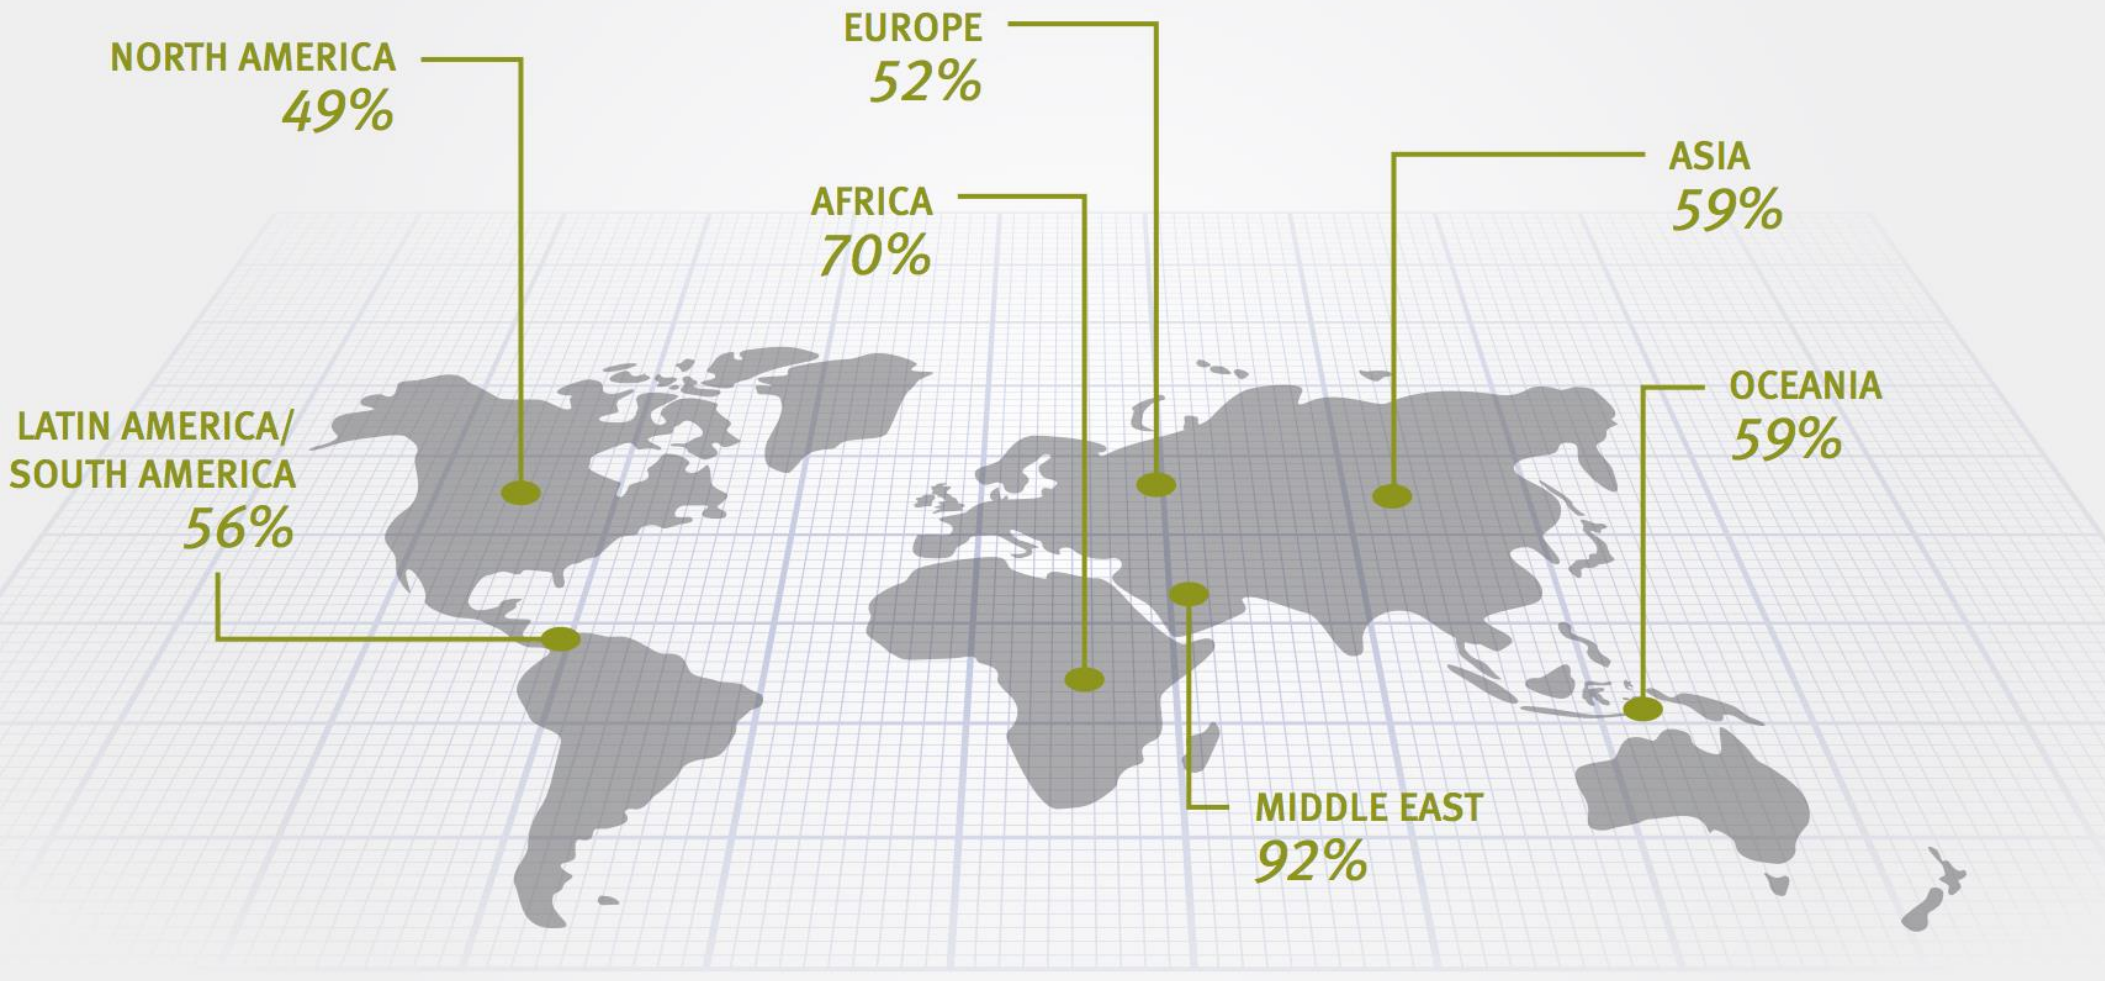 EUROPE
52%
NORTH AMERICA
49%
ASIA
59%
AFRICA
70%
OCEANIA
59%
LATIN AMERICA/
SOUTH AMERICA
56%
MIDDLE EAST
92%